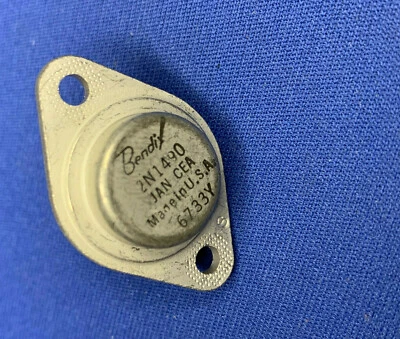 Bendix
2N1490
JAN CEA
Made in U.S.A.
6733Y